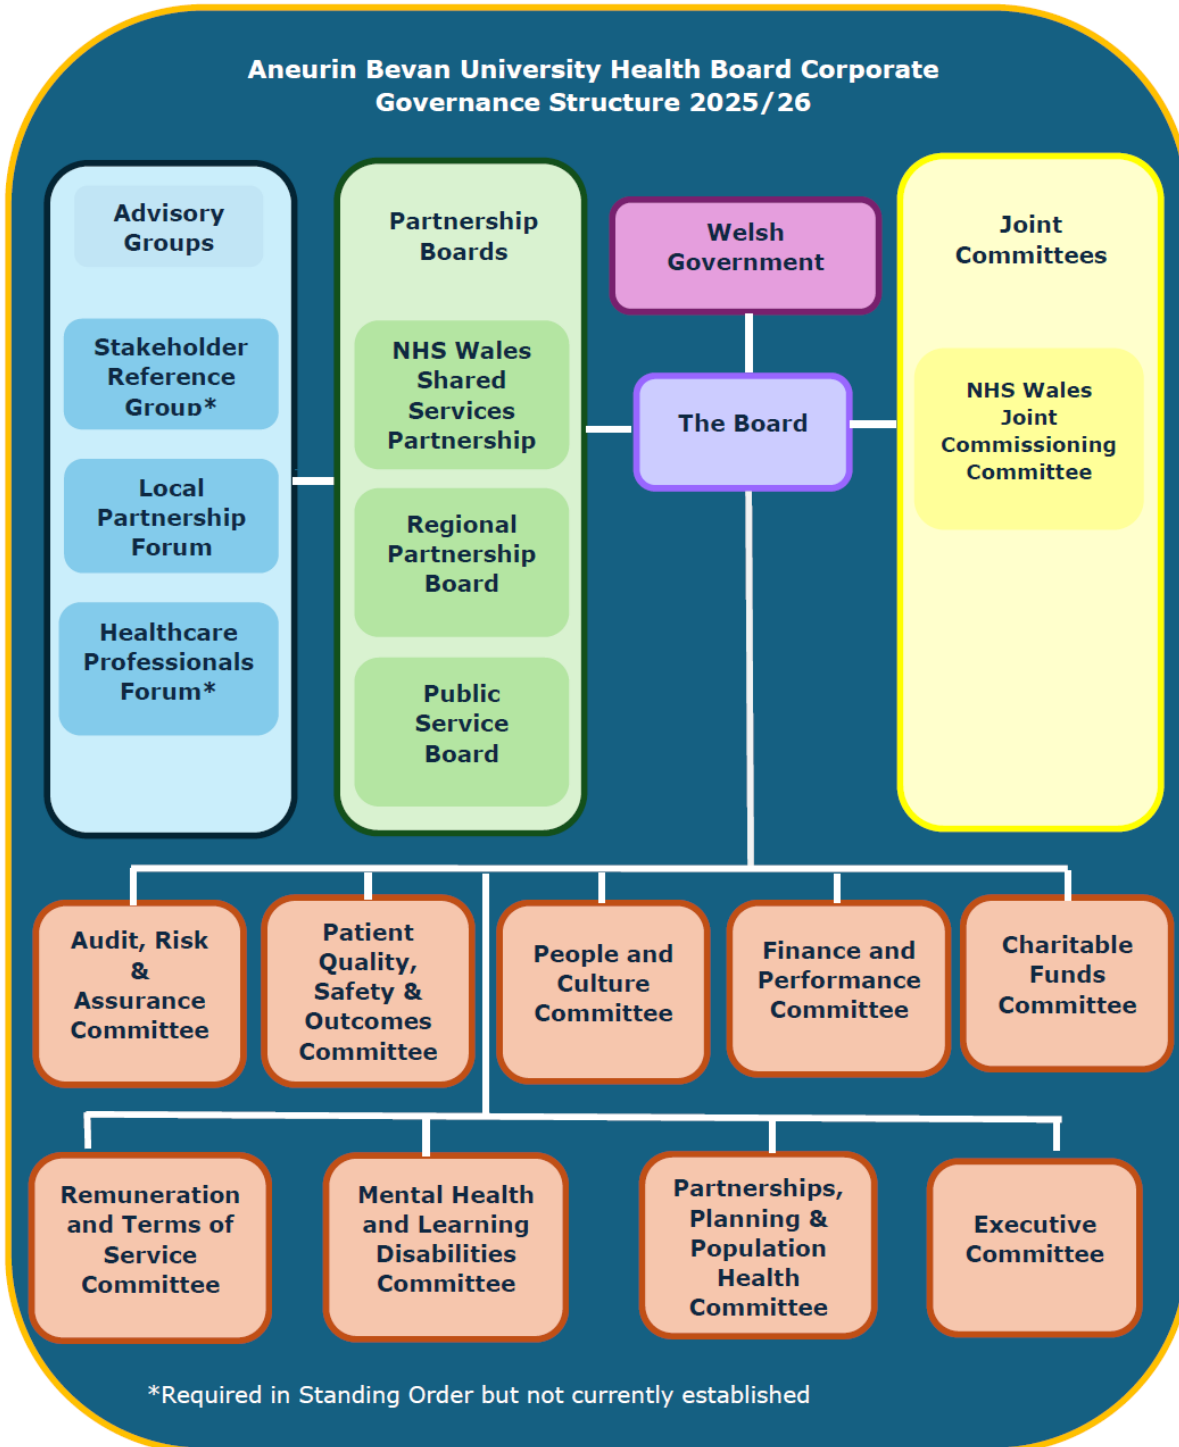 Aneurin Bevan University Health Board Corporate
Governance Structure 2025/26
Advisory
Groups
Stakeholder
Reference
Group*
Local
Partnership
Forum
Healthcare
Professionals
Forum*
Partnership
Boards
NHS Wales
Shared
Services
Partnership
Regional
Partnership
Board
Public
Service
Board
Welsh
Government
The Board
Joint
Committees
NHS Wales
Joint
Commissioning
Committee
Audit, Risk
&
Assurance
Committee
Patient
Quality,
Safety &
Outcomes
Committee
People and
Culture
Committee
Finance and
Performance
Committee
Charitable
Funds
Committee
Remuneration
and Terms of
Service
Committee
Mental Health
and Learning
Disabilities
Committee
Partnerships,
Planning &
Population
Health
Committee
Executive
Committee
*Required in Standing Order but not currently established